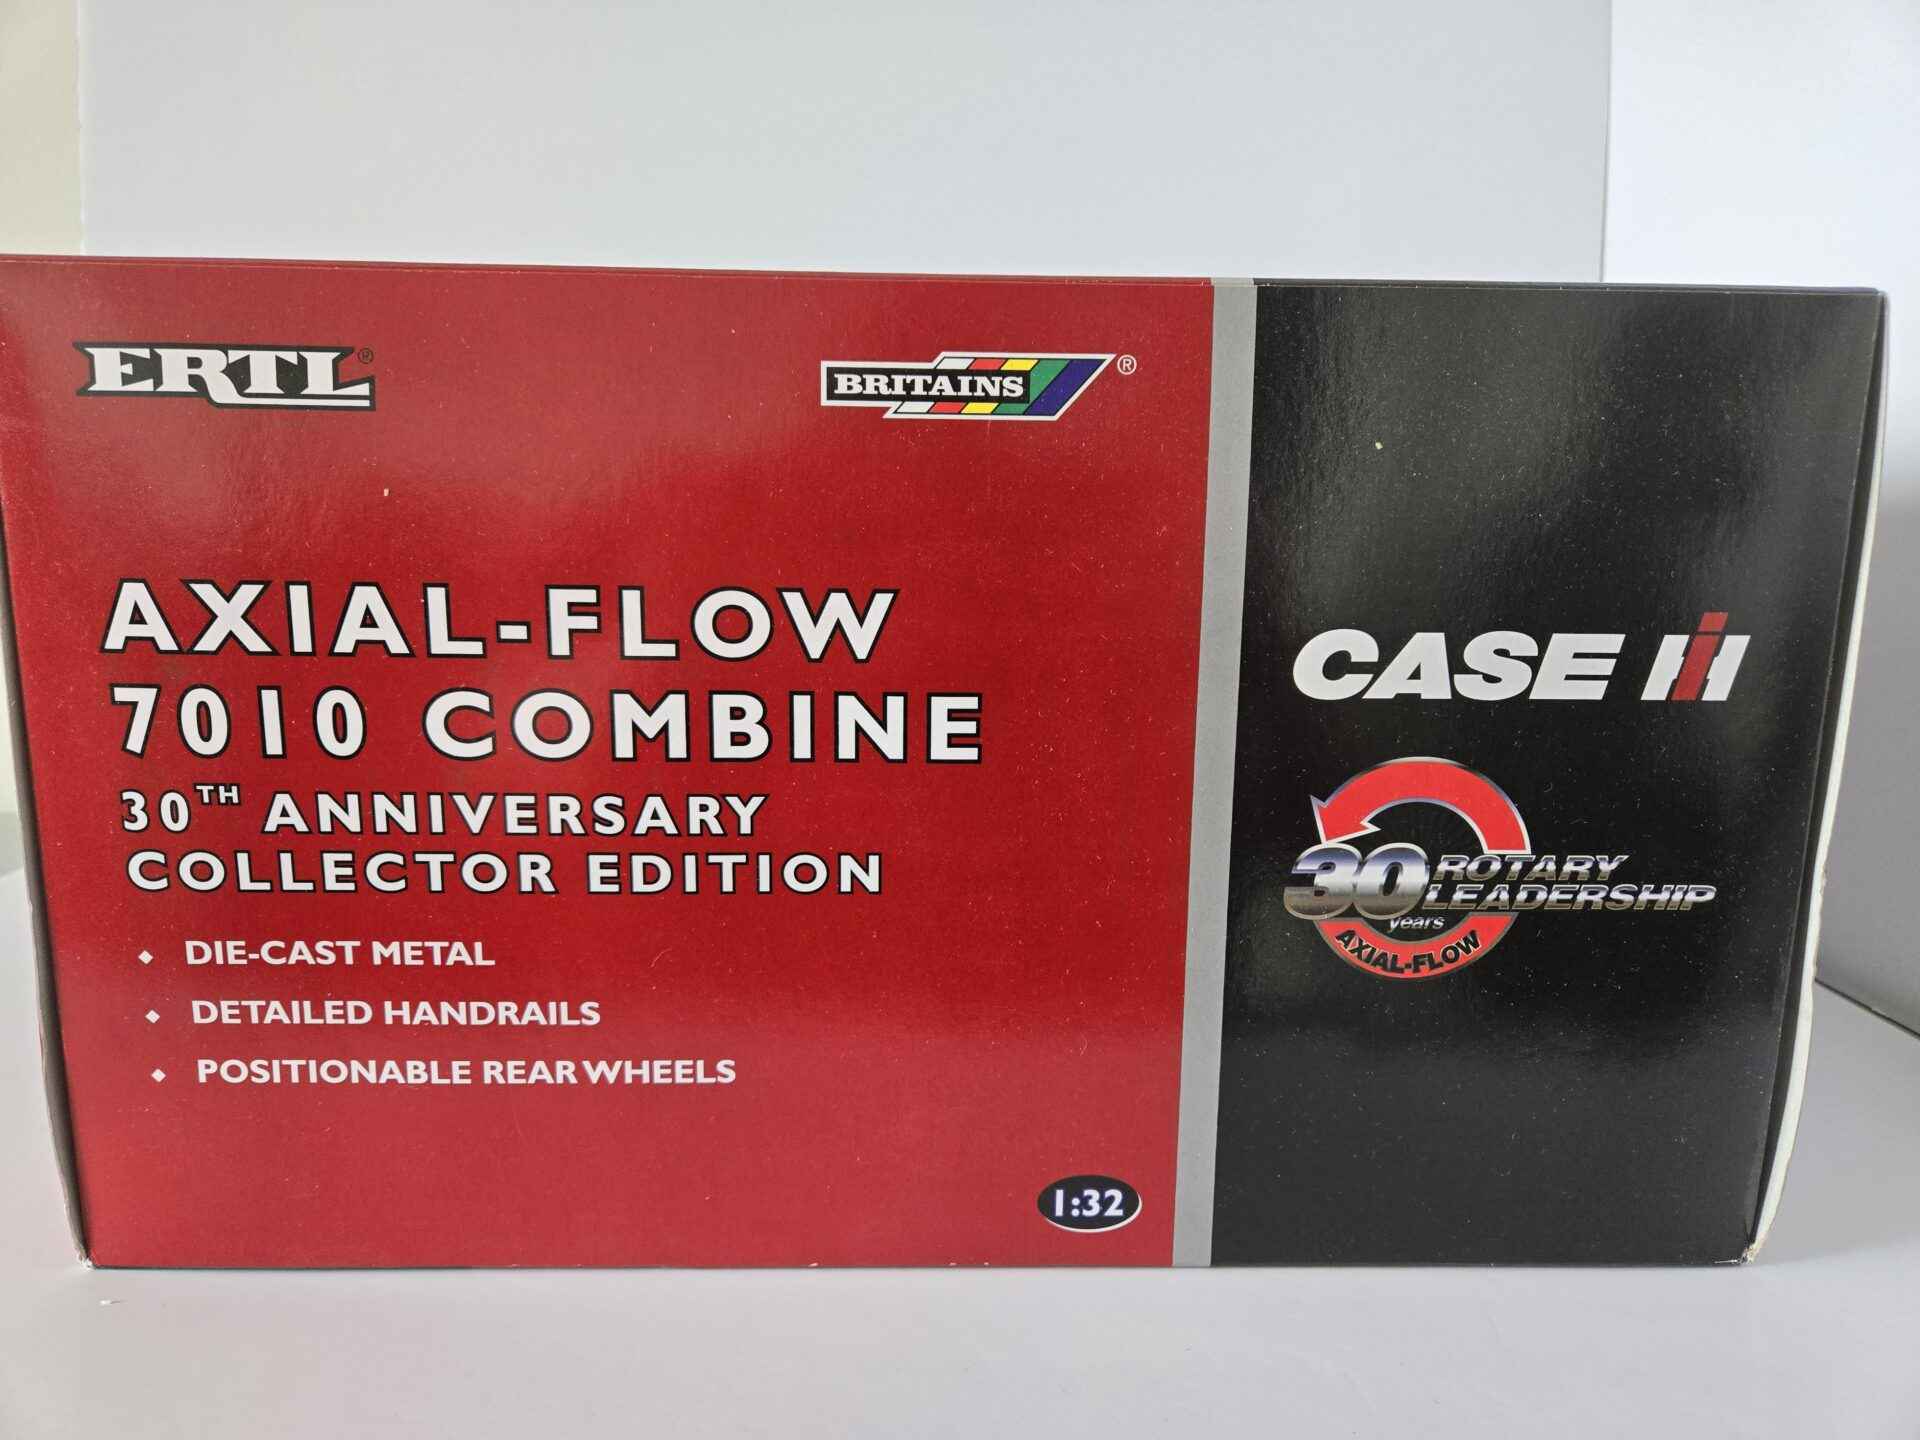 ERTL®
BRITAINS®
AXIAL-FLOW
7010 COMBINE
30TH ANNIVERSARY
COLLECTOR EDITION
⬥ DIE-CAST METAL
⬥ DETAILED HANDRAILS
⬥ POSITIONABLE REAR WHEELS
1:32
CASE IH
30 ROTARY
LEADERSHIP
years
AXIAL-FLOW